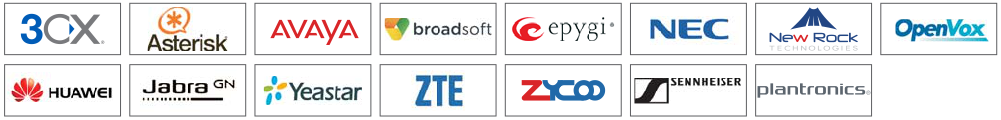 3CX®
Asterisk
AVAYA
broadsoft
epygi®
NEC
New Rock
TECHNOLOGIES
OpenVox
HUAWEI
Jabra GN
Yeastar
ZTE
ZYCOO
SENNHEISER
plantronics®